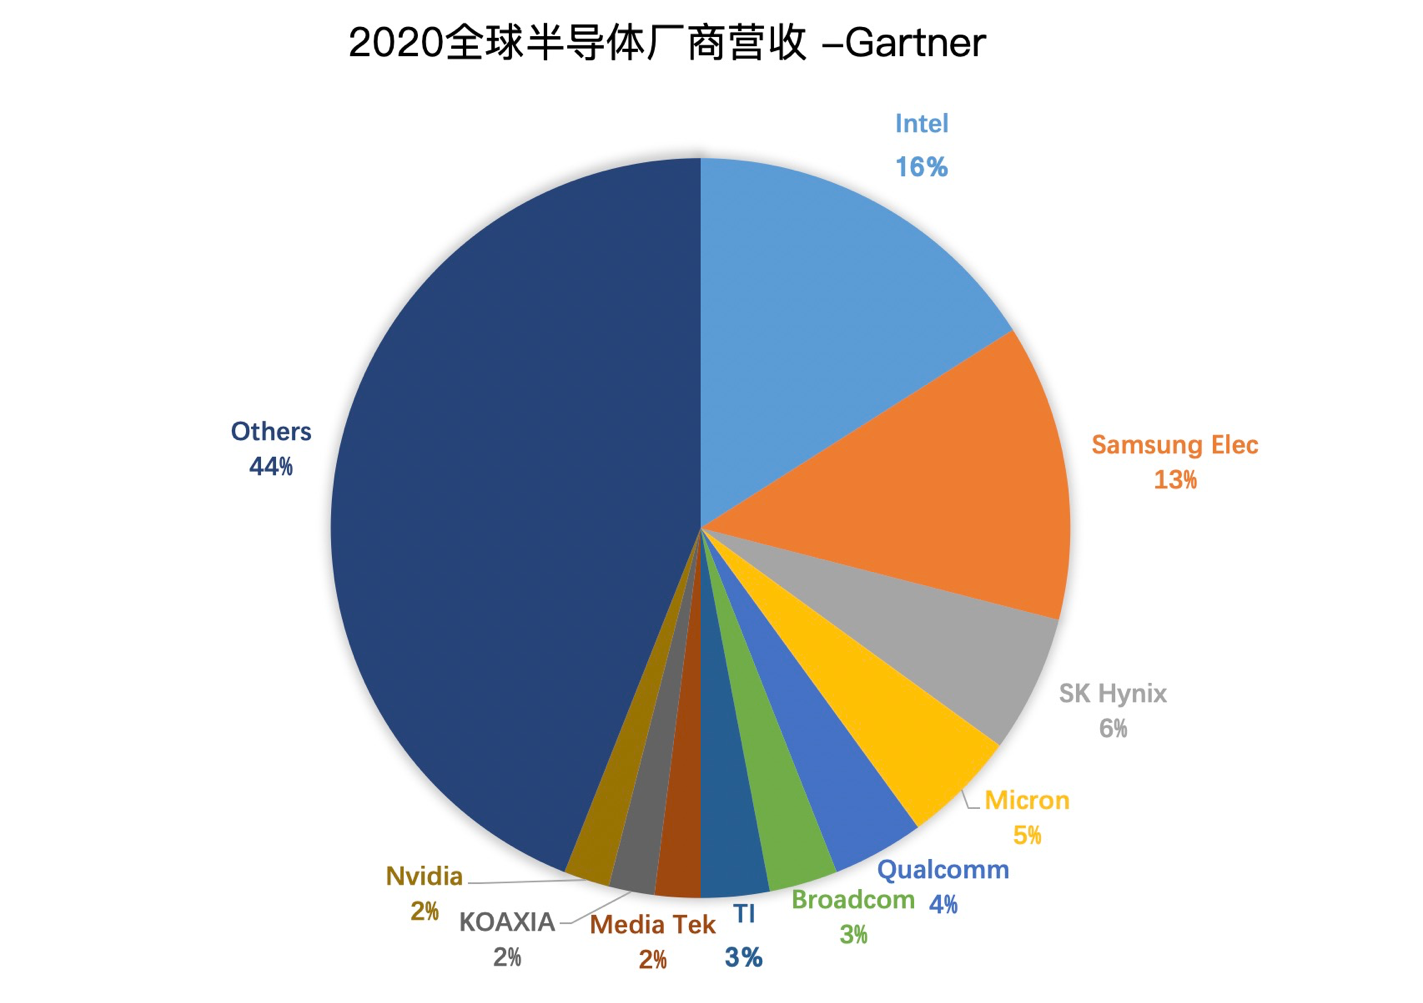 2020全球半导体厂商营收 –Gartner
Intel
16%
Samsung Elec
13%
SK Hynix
6%
Micron
5%
Qualcomm
4%
Broadcom
3%
TI
3%
Media Tek
2%
KOAXIA
2%
Nvidia
2%
Others
44%